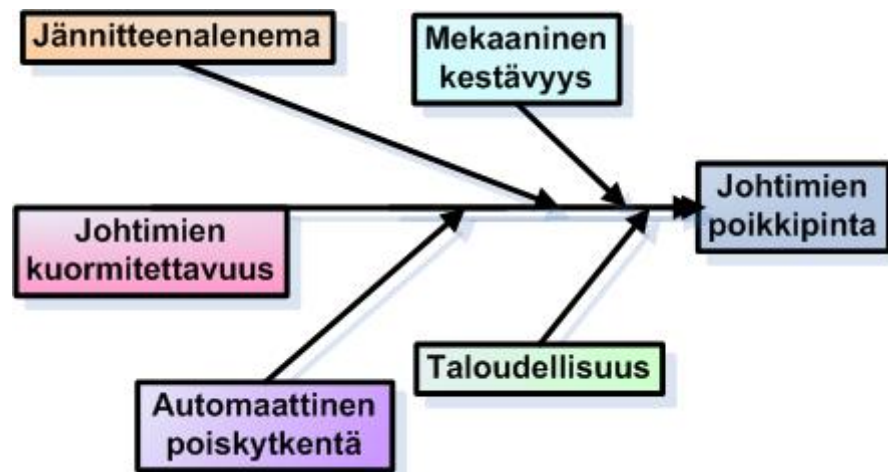 Jännitteenalenema
Mekaaninen
kestävyys
Johtimien
poikkipinta
Johtimien
kuormitettavuus
Taloudellisuus
Automaattinen
poiskytkentä